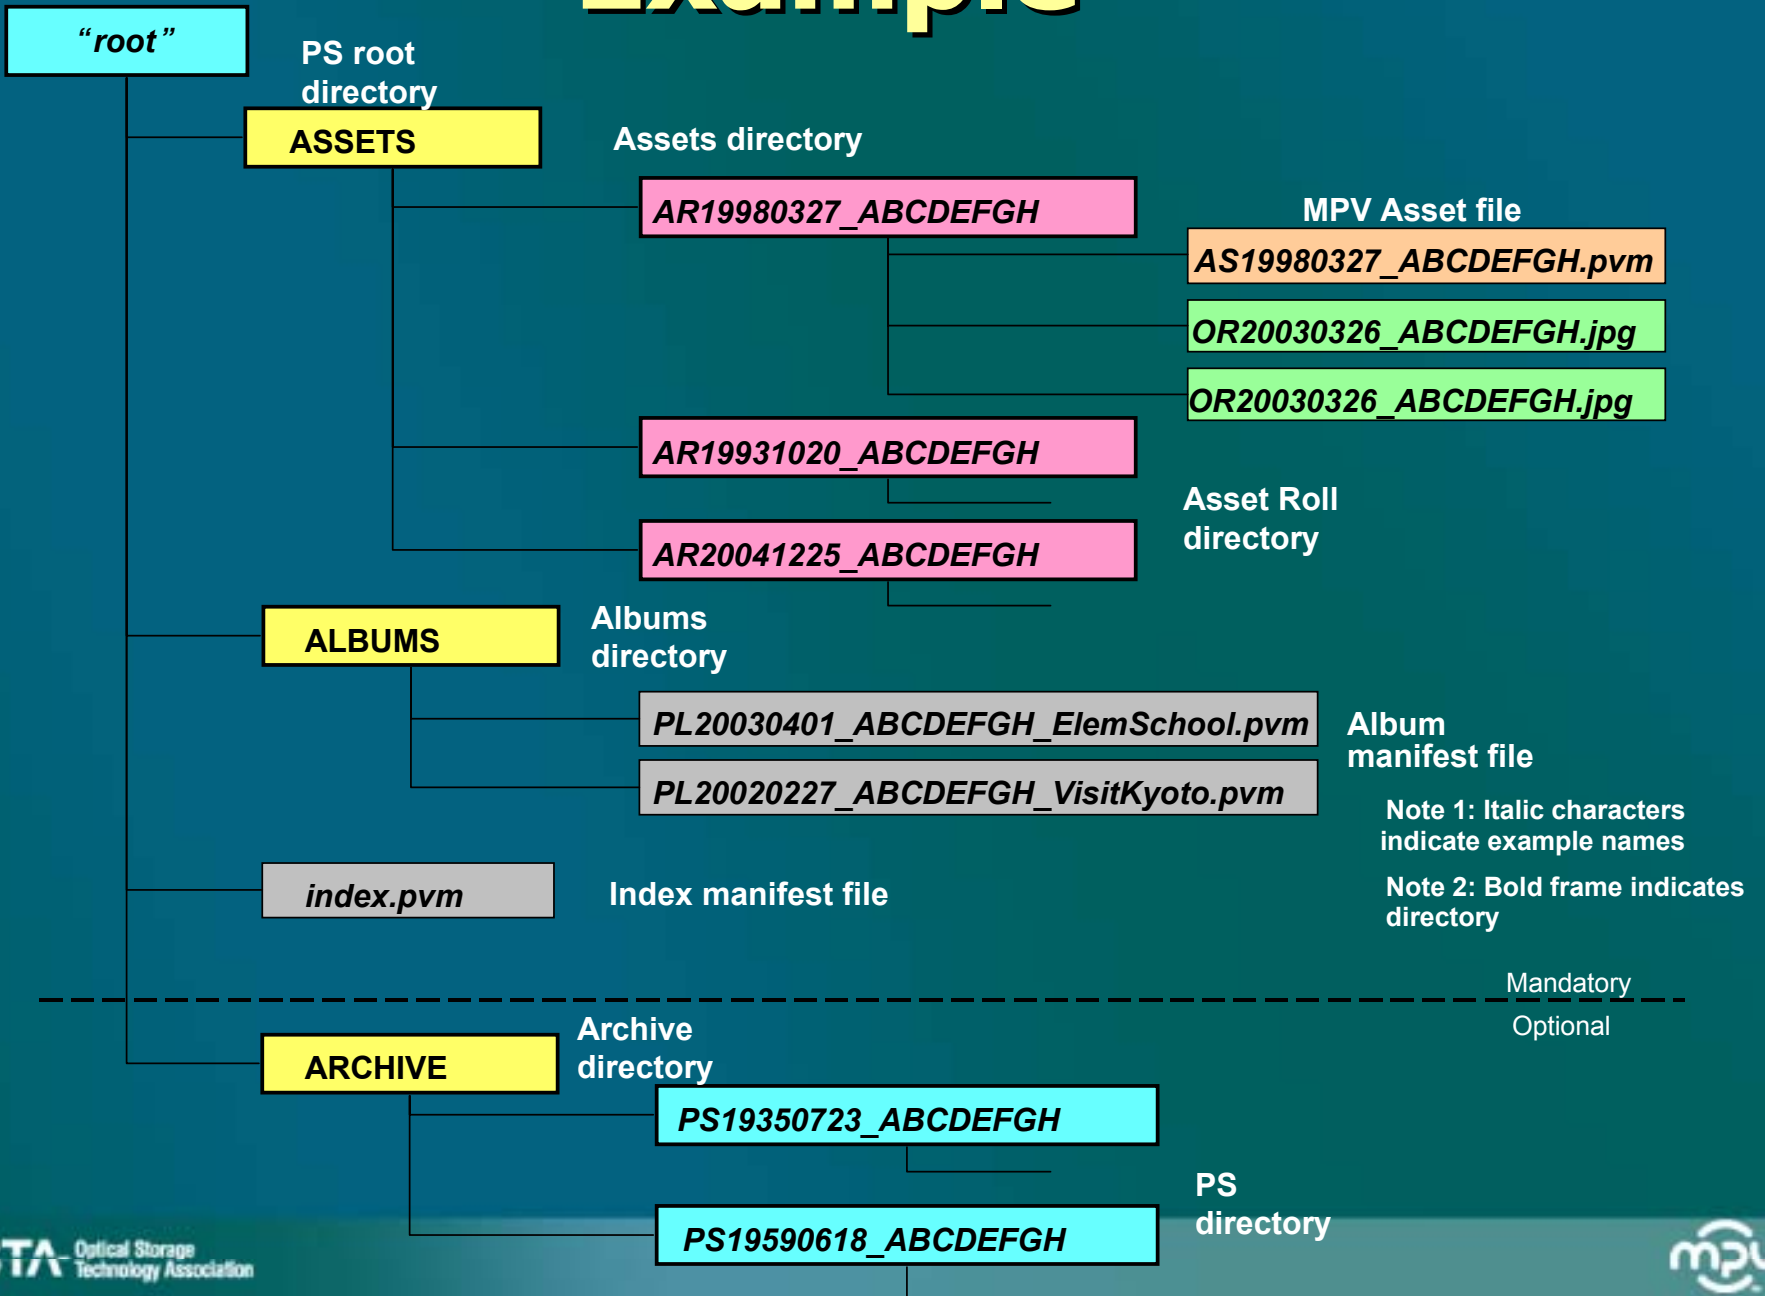 Example
“root”
PS root
directory
ASSETS
Assets directory
AR19980327_ABCDEFGH
MPV Asset file
AS19980327_ABCDEFGH.pvm
OR20030326_ABCDEFGH.jpg
OR20030326_ABCDEFGH.jpg
AR19931020_ABCDEFGH
Asset Roll
directory
AR20041225_ABCDEFGH
ALBUMS
Albums
directory
PL20030401_ABCDEFGH_ElemSchool.pvm
Album
manifest file
PL20020227_ABCDEFGH_VisitKyoto.pvm
Note 1: Italic characters
indicate example names
Note 2: Bold frame indicates
directory
index.pvm
Index manifest file
Mandatory
Optional
ARCHIVE
Archive
directory
PS19350723_ABCDEFGH
PS
directory
PS19590618_ABCDEFGH
TA
Optical Storage
Technology Association
mpv